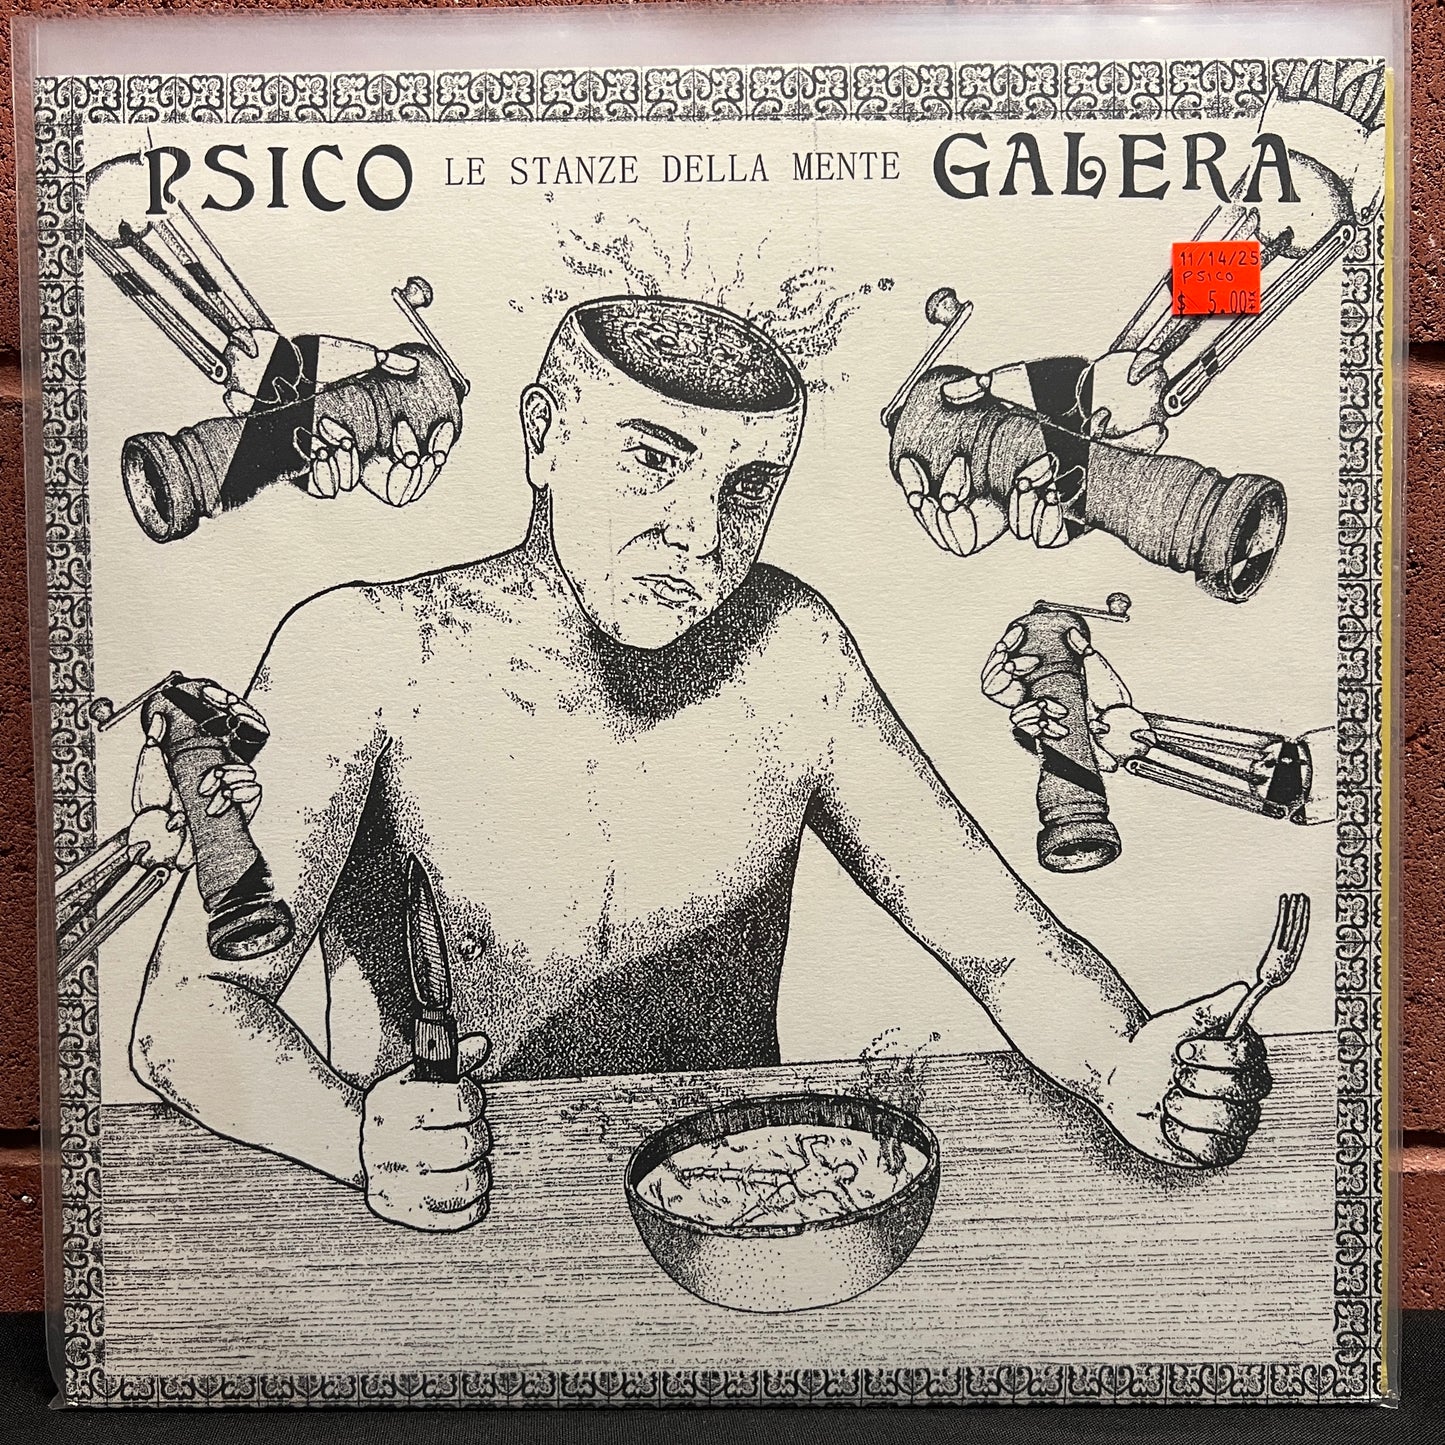 PSICO LE STANZE DELLA MENTE GALERA
11/14/25
PSICO
$ 5.00